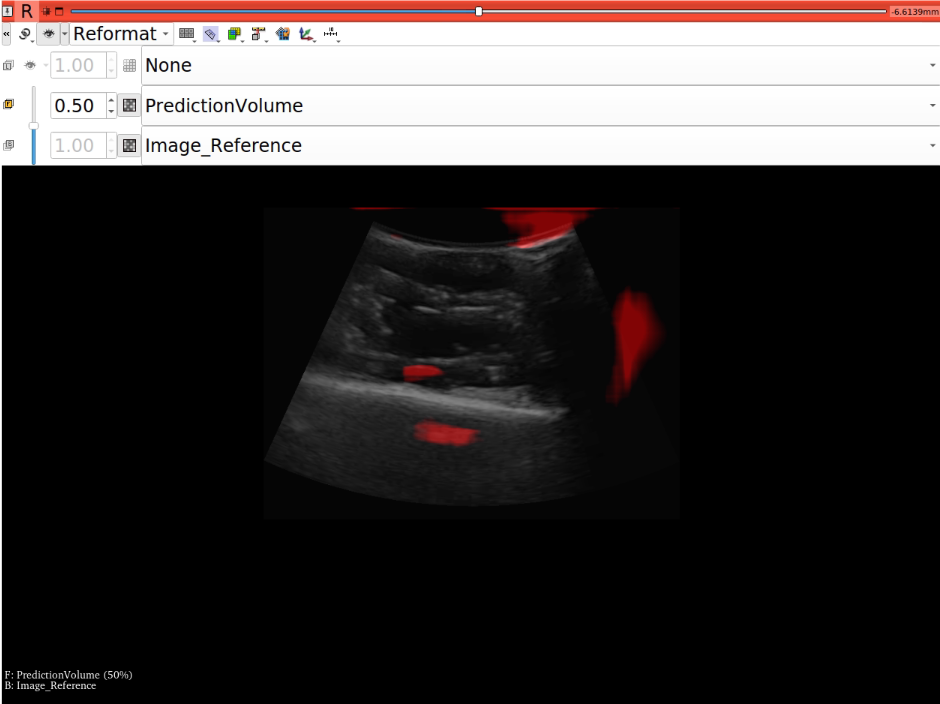 R
-6.6139mm
Reformat
1.00 None
0.50 PredictionVolume
1.00 Image_Reference
F: PredictionVolume (50%)
B: Image_Reference